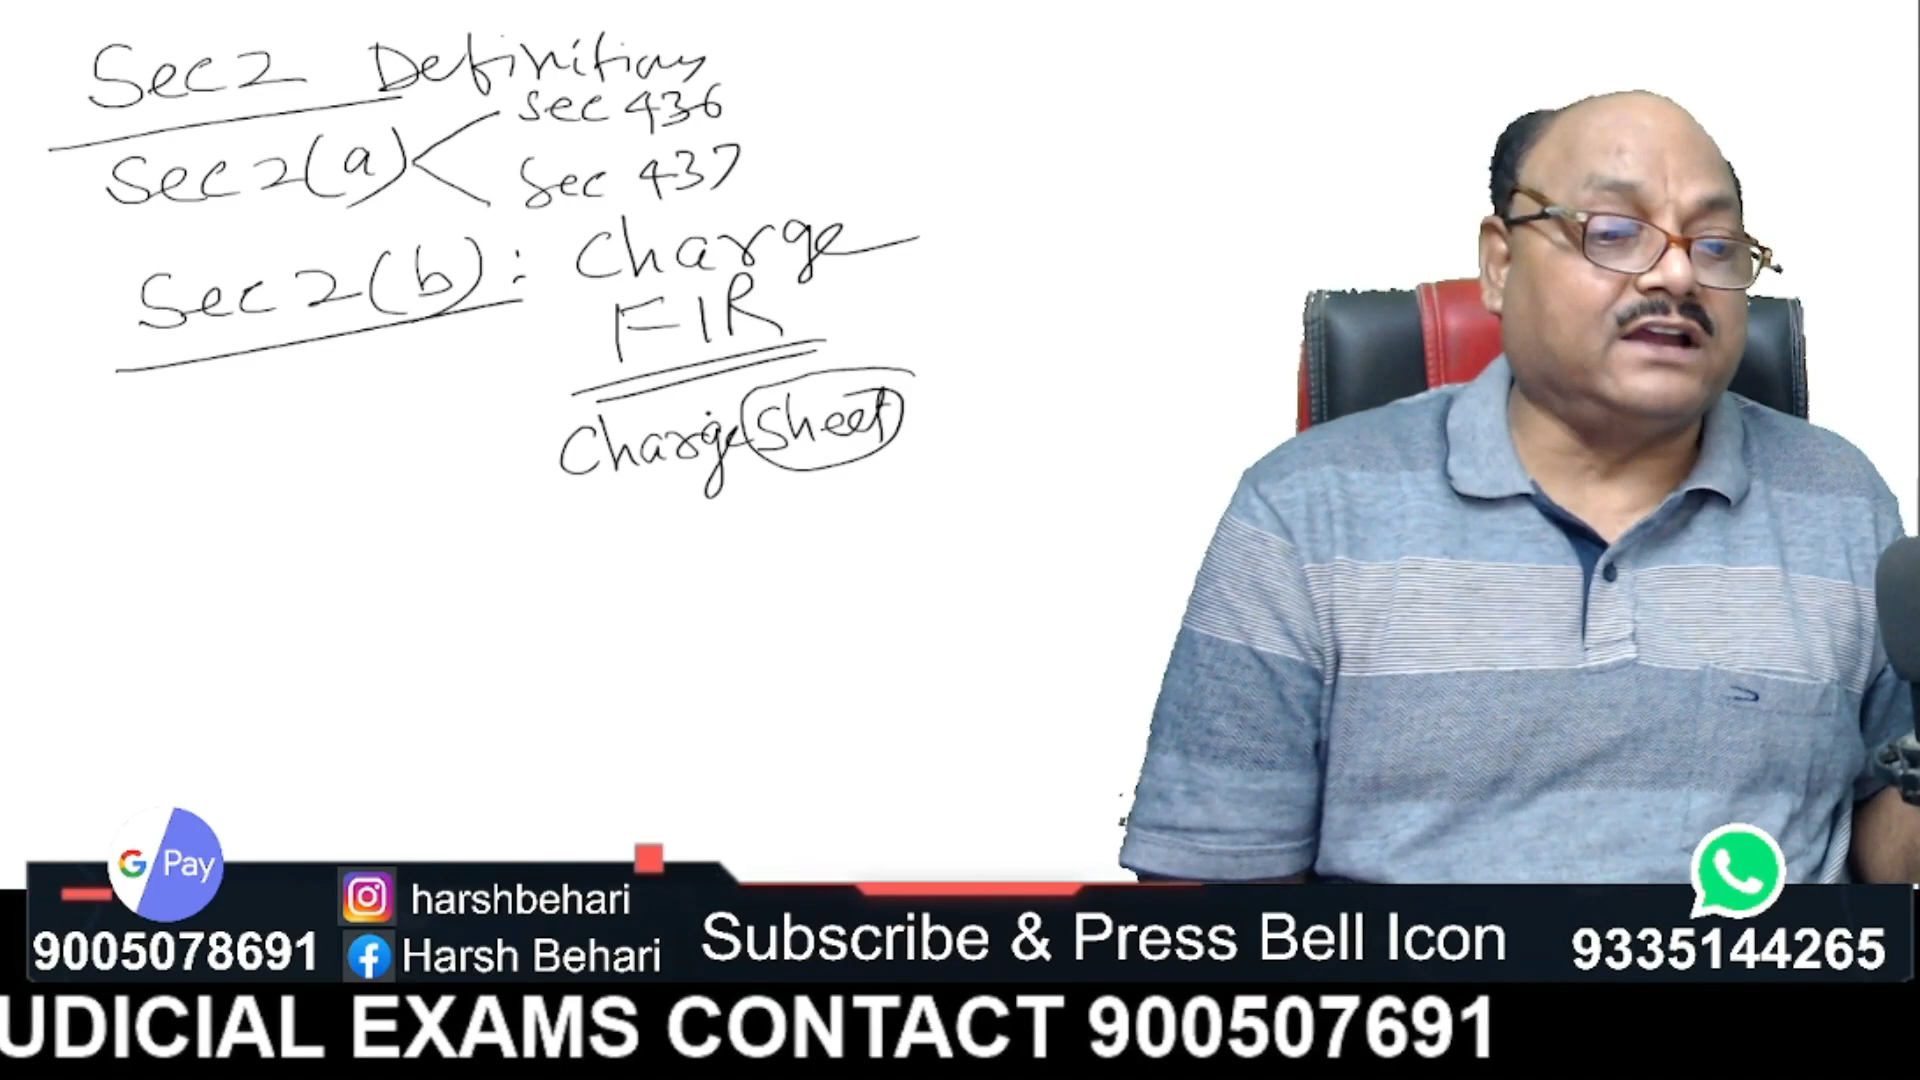 Sec 2 Definitions
Sec 2(a) < Sec 436
Sec 437
Sec 2(b) : Charge
FIR
Charge Sheet
G Pay
9005078691
harshbehari
Harsh Behari
Subscribe & Press Bell Icon
9335144265
UDICIAL EXAMS CONTACT 900507691